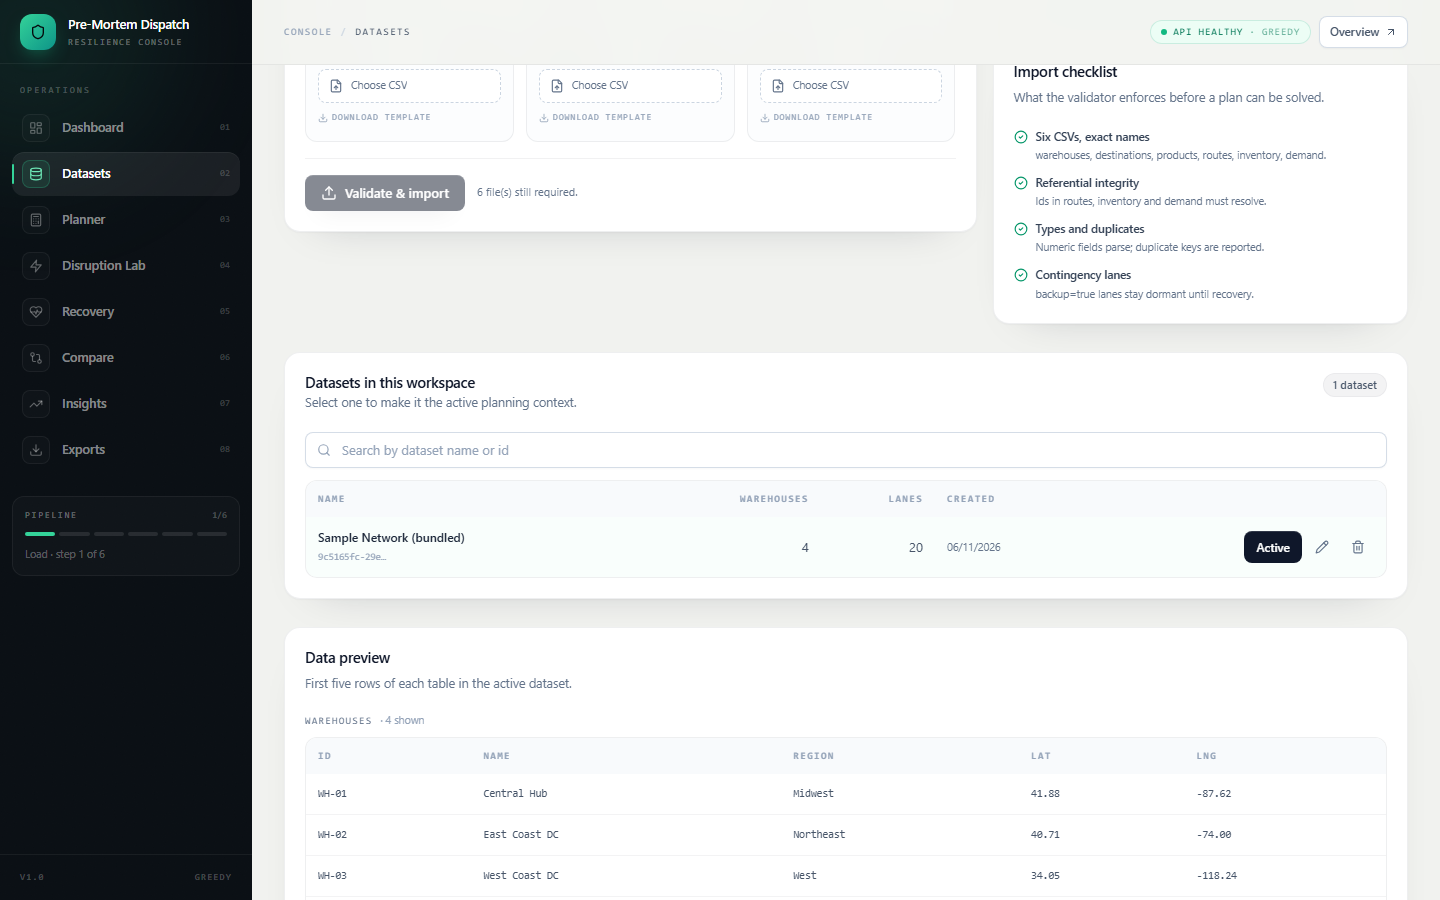 Pre-Mortem Dispatch
RESILIENCE CONSOLE
OPERATIONS
Dashboard 01
Datasets 02
Planner 03
Disruption Lab 04
Recovery 05
Compare 06
Insights 07
Exports 08
PIPELINE 1/6
Load · step 1 of 6
V1.0 GREEDY
CONSOLE / DATASETS
API HEALTHY · GREEDY
Overview
Choose CSV Choose CSV Choose CSV
DOWNLOAD TEMPLATE DOWNLOAD TEMPLATE DOWNLOAD TEMPLATE
Validate & import 6 file(s) still required.
Import checklist
What the validator enforces before a plan can be solved.
Six CSVs, exact names
warehouses, destinations, products, routes, inventory, demand.
Referential integrity
Ids in routes, inventory and demand must resolve.
Types and duplicates
Numeric fields parse; duplicate keys are reported.
Contingency lanes
backup=true lanes stay dormant until recovery.
Datasets in this workspace
1 dataset
Select one to make it the active planning context.
Search by dataset name or id
NAME WAREHOUSES LANES CREATED
Sample Network (bundled) 4 20 06/11/2026 Active
9c5165fc-29e…
Data preview
First five rows of each table in the active dataset.
WAREHOUSES · 4 shown
ID NAME REGION LAT LNG
WH-01 Central Hub Midwest 41.88 -87.62
WH-02 East Coast DC Northeast 40.71 -74.00
WH-03 West Coast DC West 34.05 -118.24